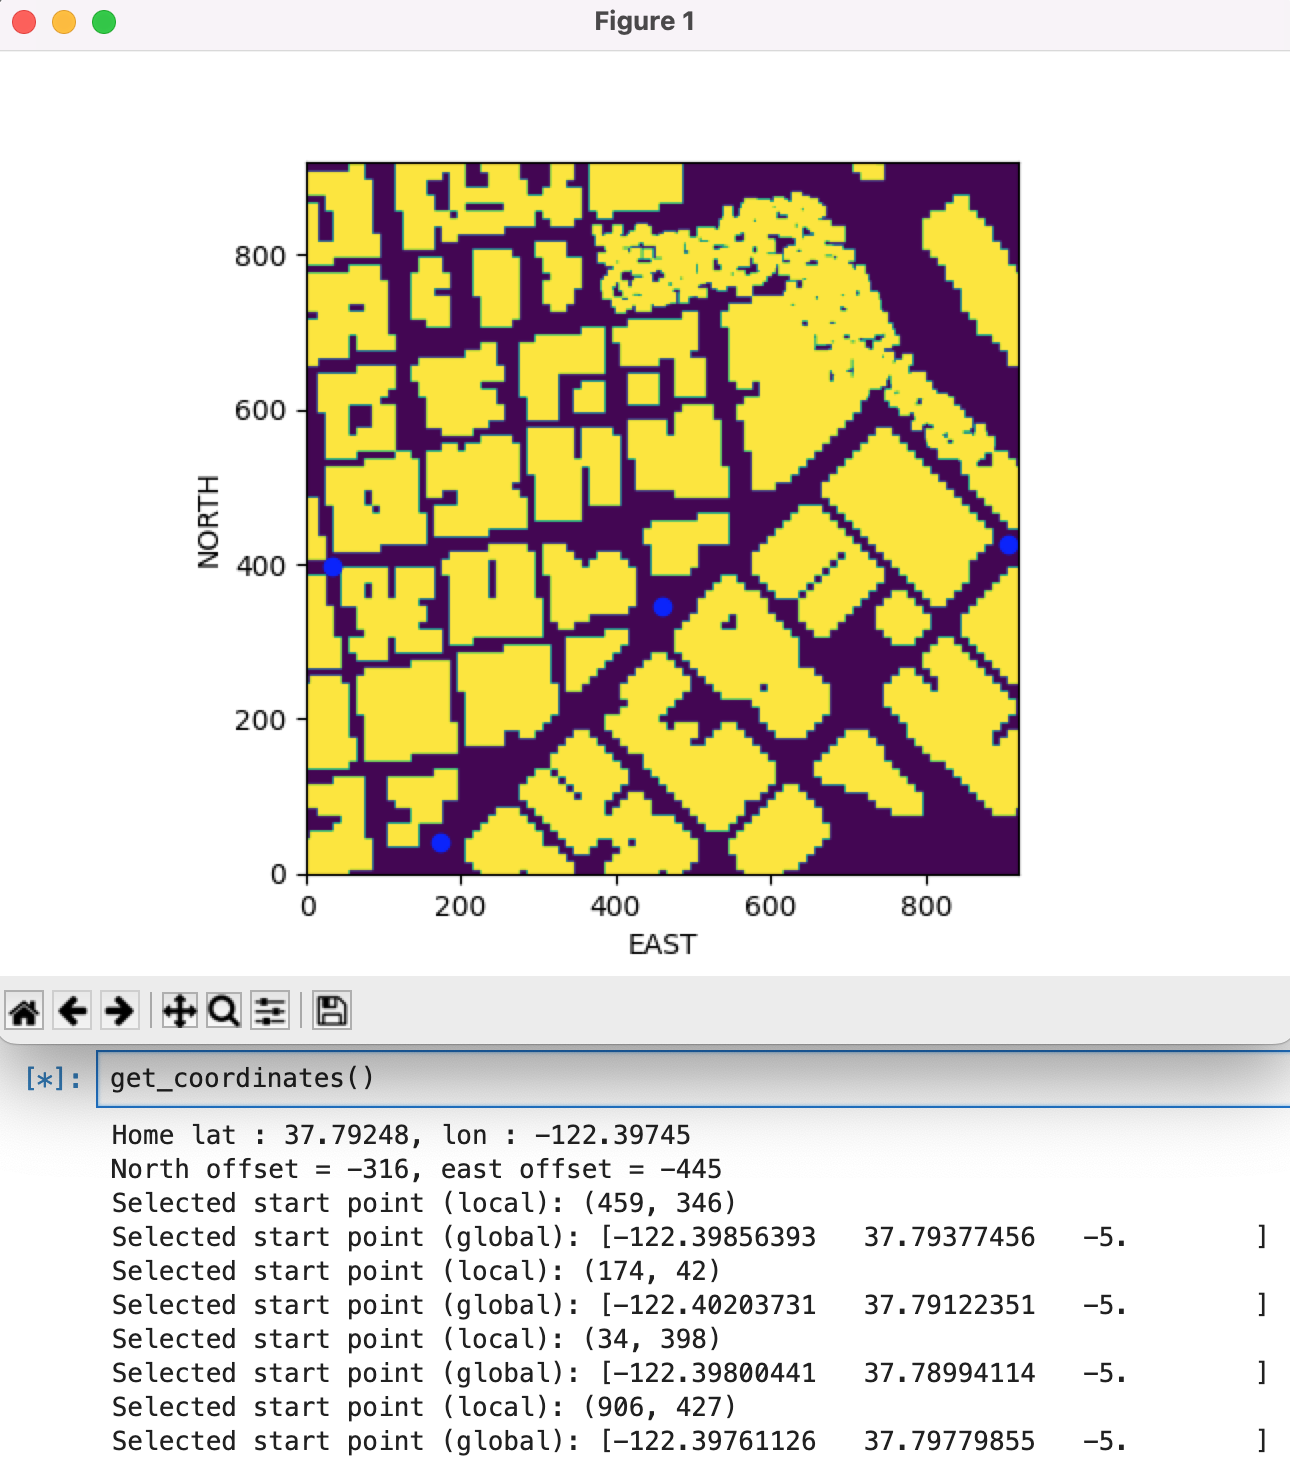 Figure 1
800
600
400
200
0
NORTH
0 200 400 600 800
EAST
[*]: get_coordinates()
Home lat : 37.79248, lon : -122.39745
North offset = -316, east offset = -445
Selected start point (local): (459, 346)
Selected start point (global): [-122.39856393   37.79377456   -5.        ]
Selected start point (local): (174, 42)
Selected start point (global): [-122.40203731   37.79122351   -5.        ]
Selected start point (local): (34, 398)
Selected start point (global): [-122.39800441   37.78994114   -5.        ]
Selected start point (local): (906, 427)
Selected start point (global): [-122.39761126   37.79779855   -5.        ]